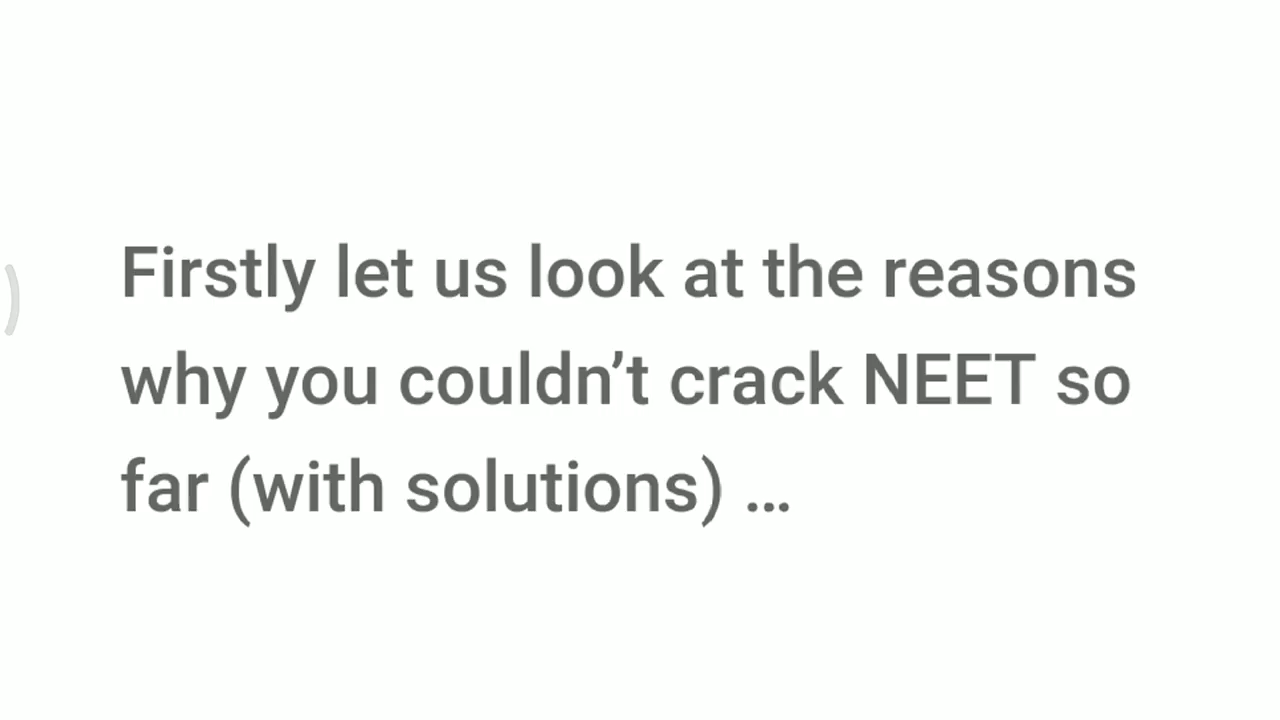 Firstly let us look at the reasons
why you couldn’t crack NEET so
far (with solutions) ...